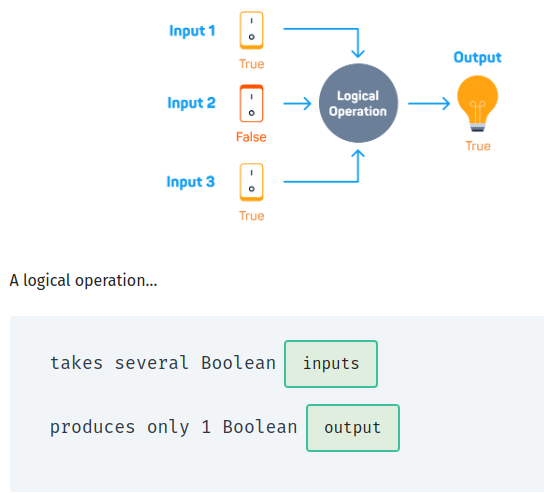 Input 1
True
Output
Input 2
False
Logical
Operation
True
Input 3
True
A logical operation...
takes several Boolean inputs
produces only 1 Boolean output